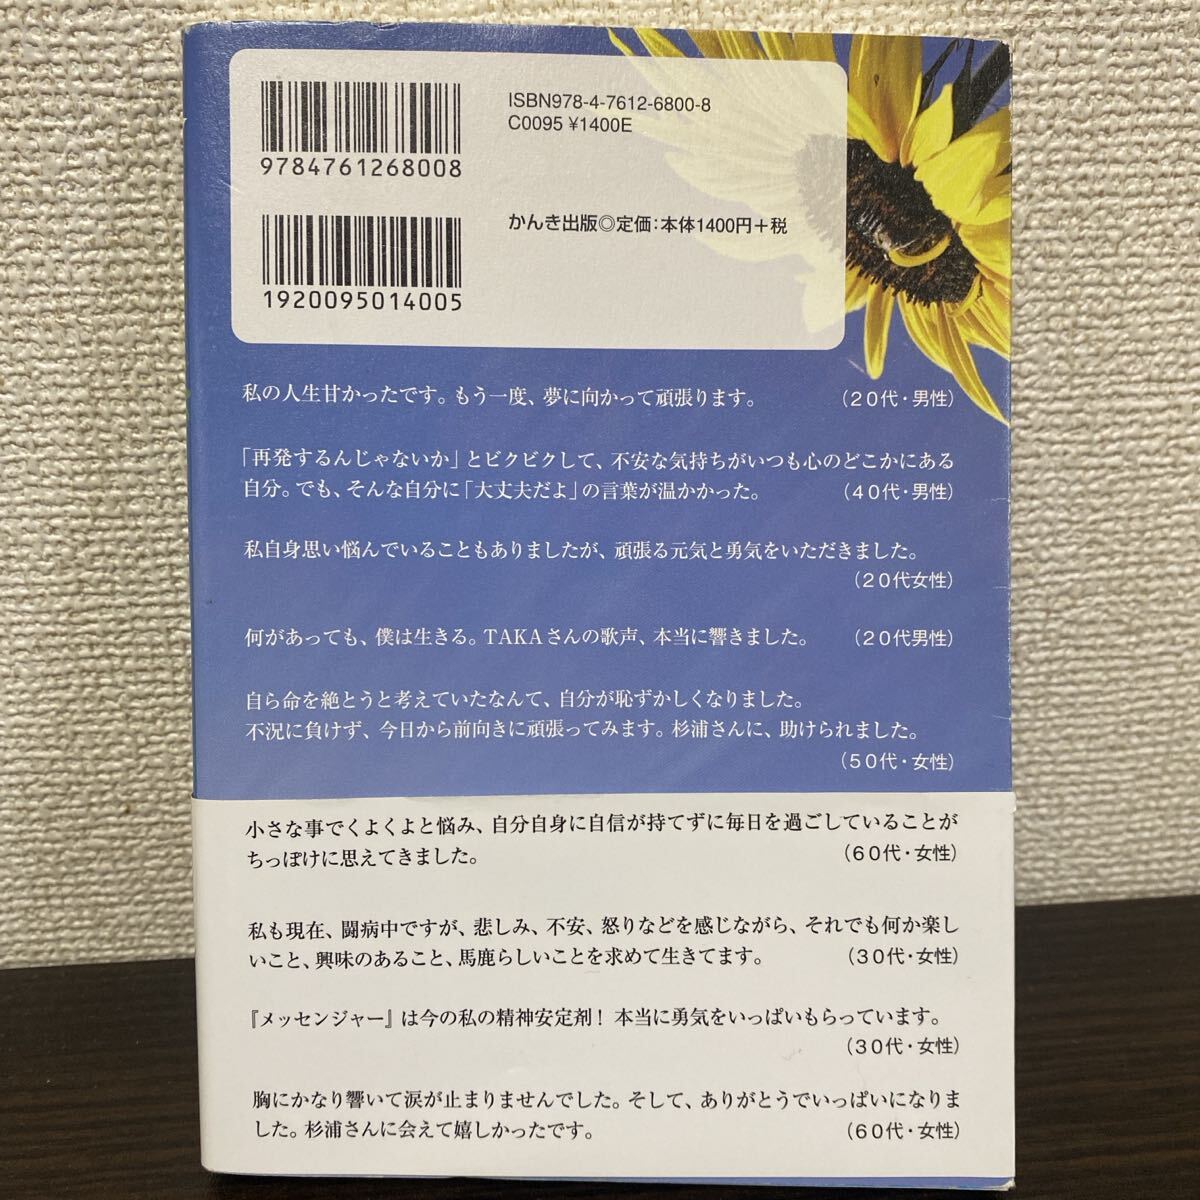 ISBN978-4-7612-6800-8
C0095 ¥1400E
9784761268008
かんき出版◎定価:本体1400円+税
1920095014005
私の人生甘かったです。もう一度、夢に向かって頑張ります。 (20代・男性)
「再発するんじゃないか」とビクビクして、不安な気持ちがいつも心のどこかにある
自分。でも、そんな自分に「大丈夫だよ」の言葉が温かかった。 (40代・男性)
私自身思い悩んでいることもありましたが、頑張る元気と勇気をいただきました。
(20代女性)
何があっても、僕は生きる。TAKAさんの歌声、本当に響きました。 (20代男性)
自ら命を絶とうと考えていたなんて、自分が恥ずかしくなりました。
不況に負けず、今日から前向きに頑張ってみます。杉浦さんに、助けられました。
(50代・女性)
小さな事でくよくよと悩み、自分自身に自信が持てずに毎日を過ごしていることが
ちっぽけに思えてきました。 (60代・女性)
私も現在、闘病中ですが、悲しみ、不安、怒りなどを感じながら、それでも何か楽し
いこと、興味のあること、馬鹿らしいことを求めて生きてます。 (30代・女性)
『メッセンジャー』は今の私の精神安定剤! 本当に勇気をいっぱいもらっています。
(30代・女性)
胸にかなり響いて涙が止まりませんでした。そして、ありがとうでいっぱいになりま
した。杉浦さんに会えて嬉しかったです。 (60代・女性)